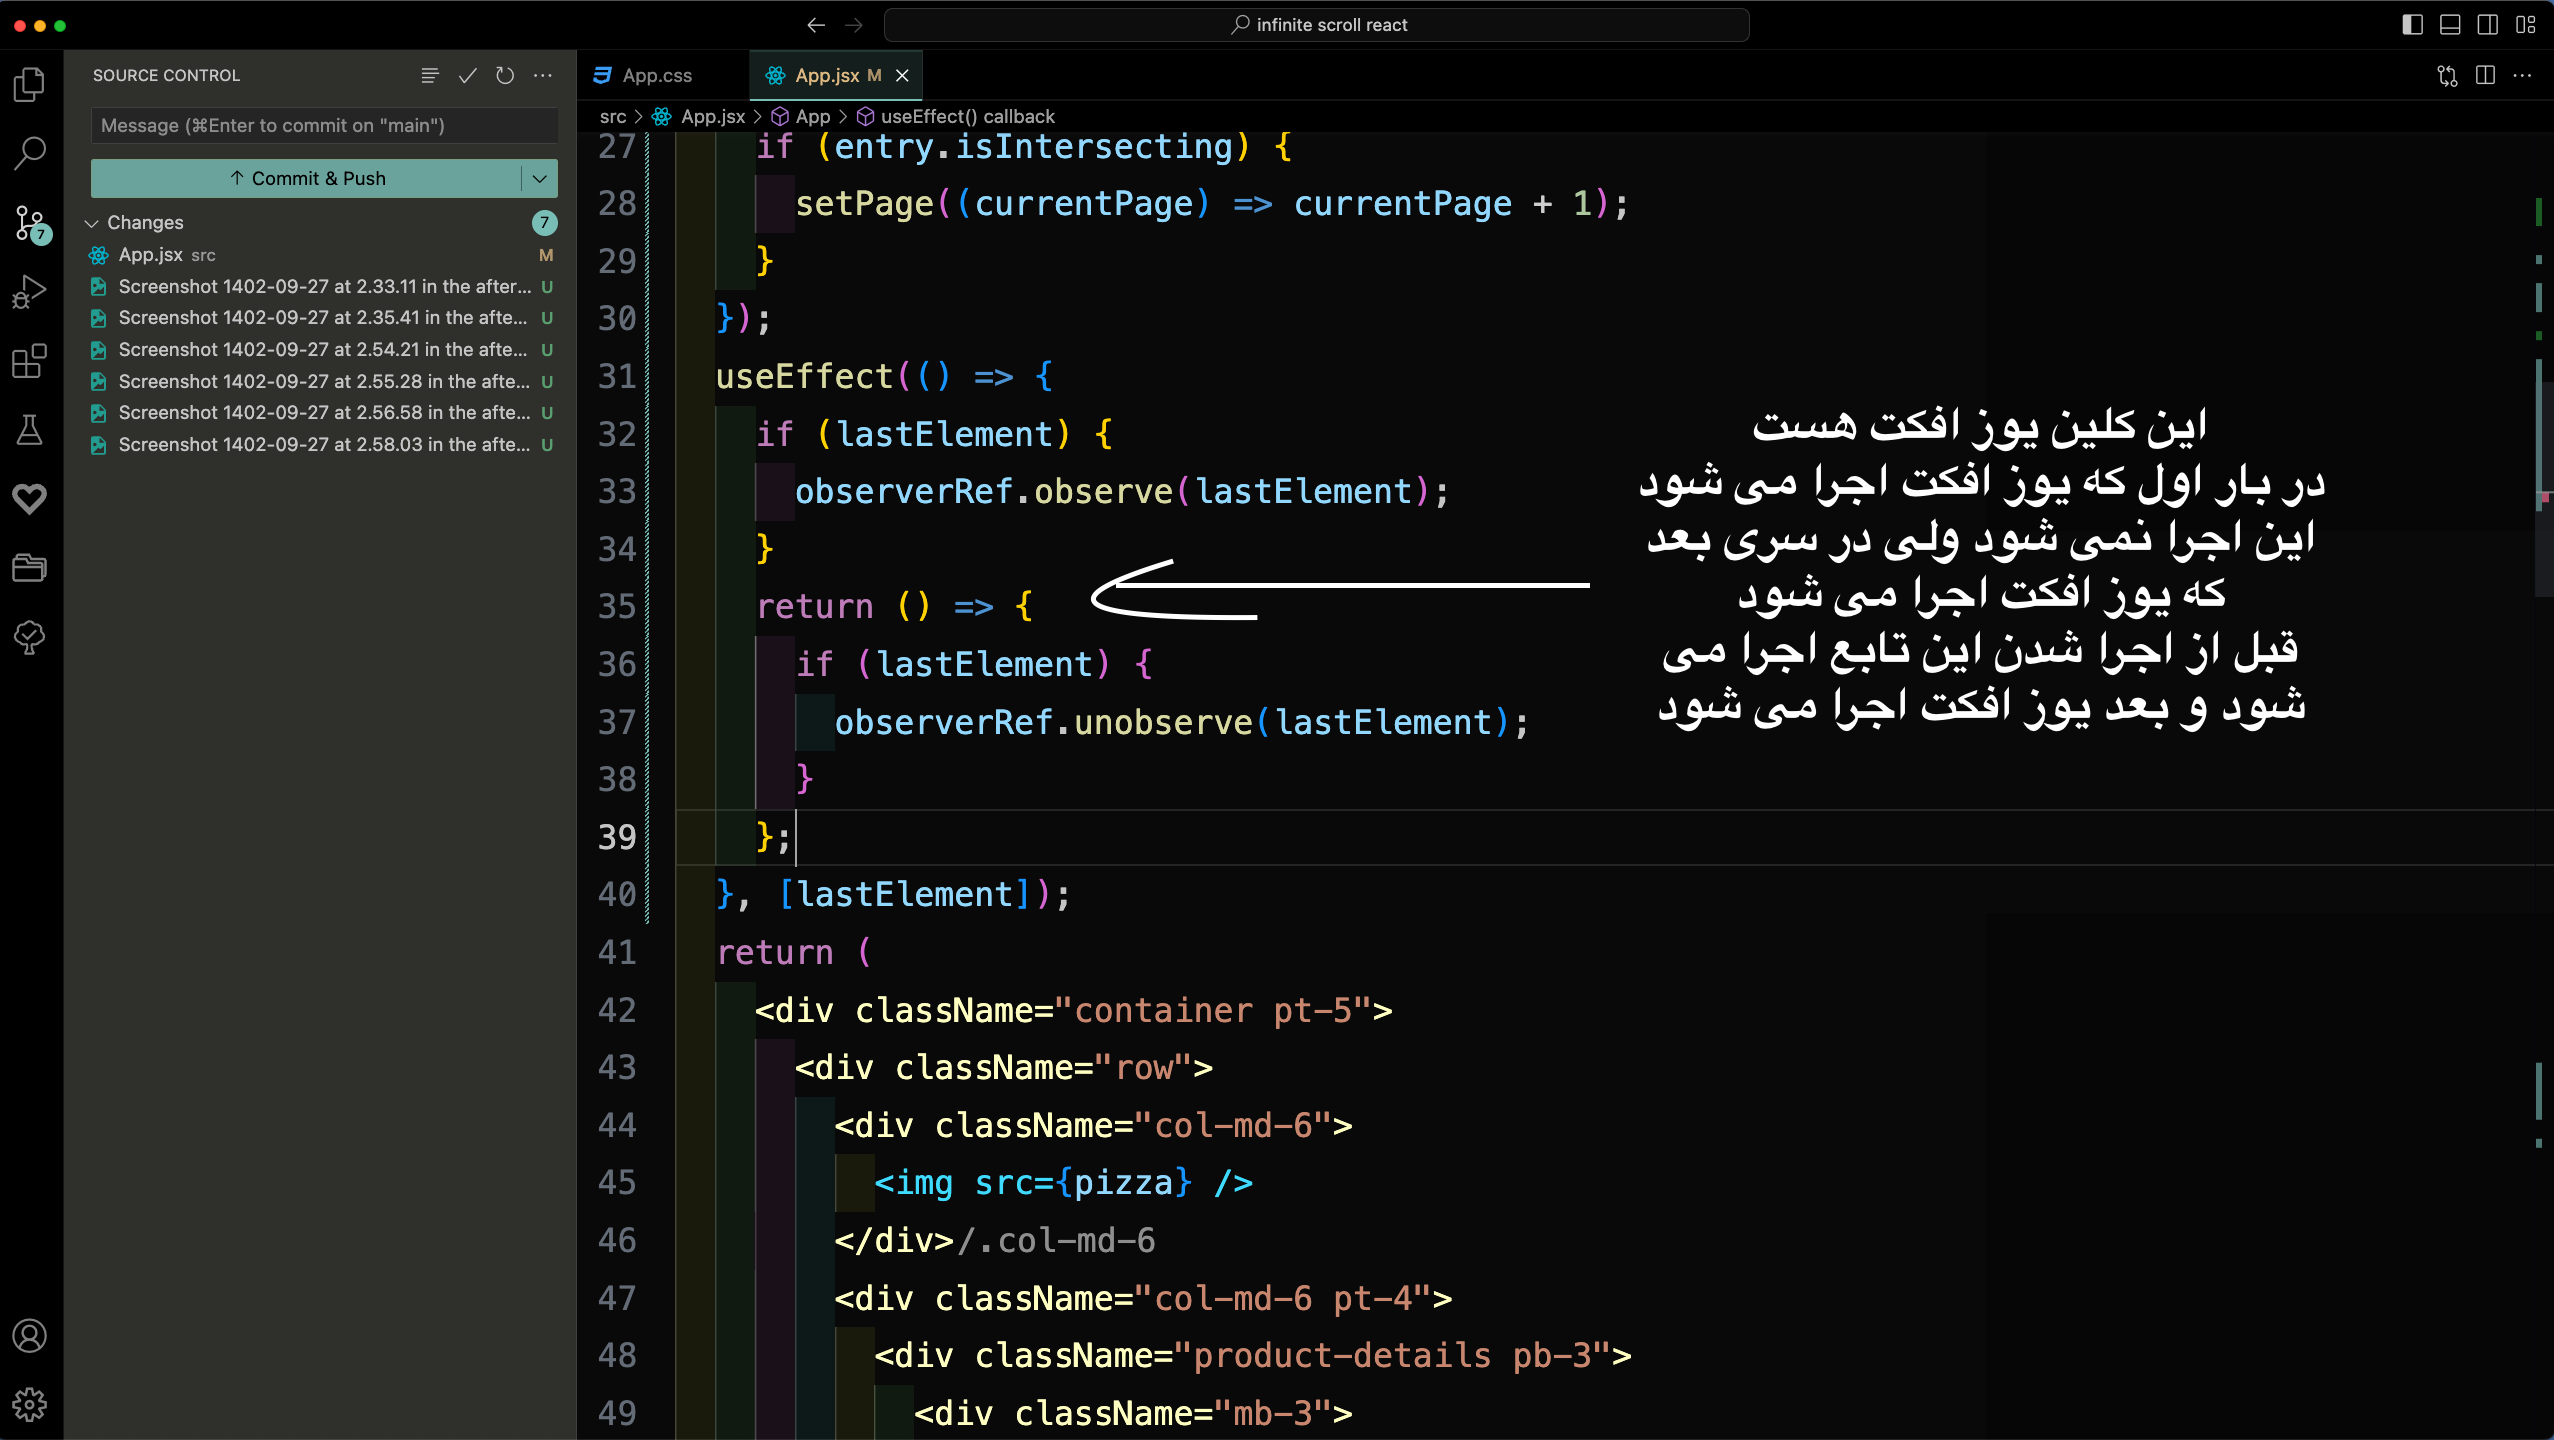 infinite scroll react
SOURCE CONTROL
Message (⌘Enter to commit on "main")
↑ Commit & Push
Changes 7
7
App.jsx src M
Screenshot 1402-09-27 at 2.33.11 in the after... U
Screenshot 1402-09-27 at 2.35.41 in the afte... U
Screenshot 1402-09-27 at 2.54.21 in the afte... U
Screenshot 1402-09-27 at 2.55.28 in the afte... U
Screenshot 1402-09-27 at 2.56.58 in the afte... U
Screenshot 1402-09-27 at 2.58.03 in the afte... U
App.css
App.jsx M
src > App.jsx > App > useEffect() callback
27 if (entry.isIntersecting) {
28 setPage((currentPage) => currentPage + 1);
29 }
30 });
31 useEffect(() => {
32 if (lastElement) {
33 observerRef.observe(lastElement);
34 }
35 return () => {
36 if (lastElement) {
37 observerRef.unobserve(lastElement);
38 }
39 };
40 }, [lastElement]);
41 return (
42 <div className="container pt-5">
43 <div className="row">
44 <div className="col-md-6">
45 <img src={pizza} />
46 </div>/.col-md-6
47 <div className="col-md-6 pt-4">
48 <div className="product-details pb-3">
49 <div className="mb-3">
این کلین یوز افکت هست
در بار اول که یوز افکت اجرا می شود
این اجرا نمی شود ولی در سری بعد
که یوز افکت اجرا می شود
قبل از اجرا شدن این تابع اجرا می
شود و بعد یوز افکت اجرا می شود